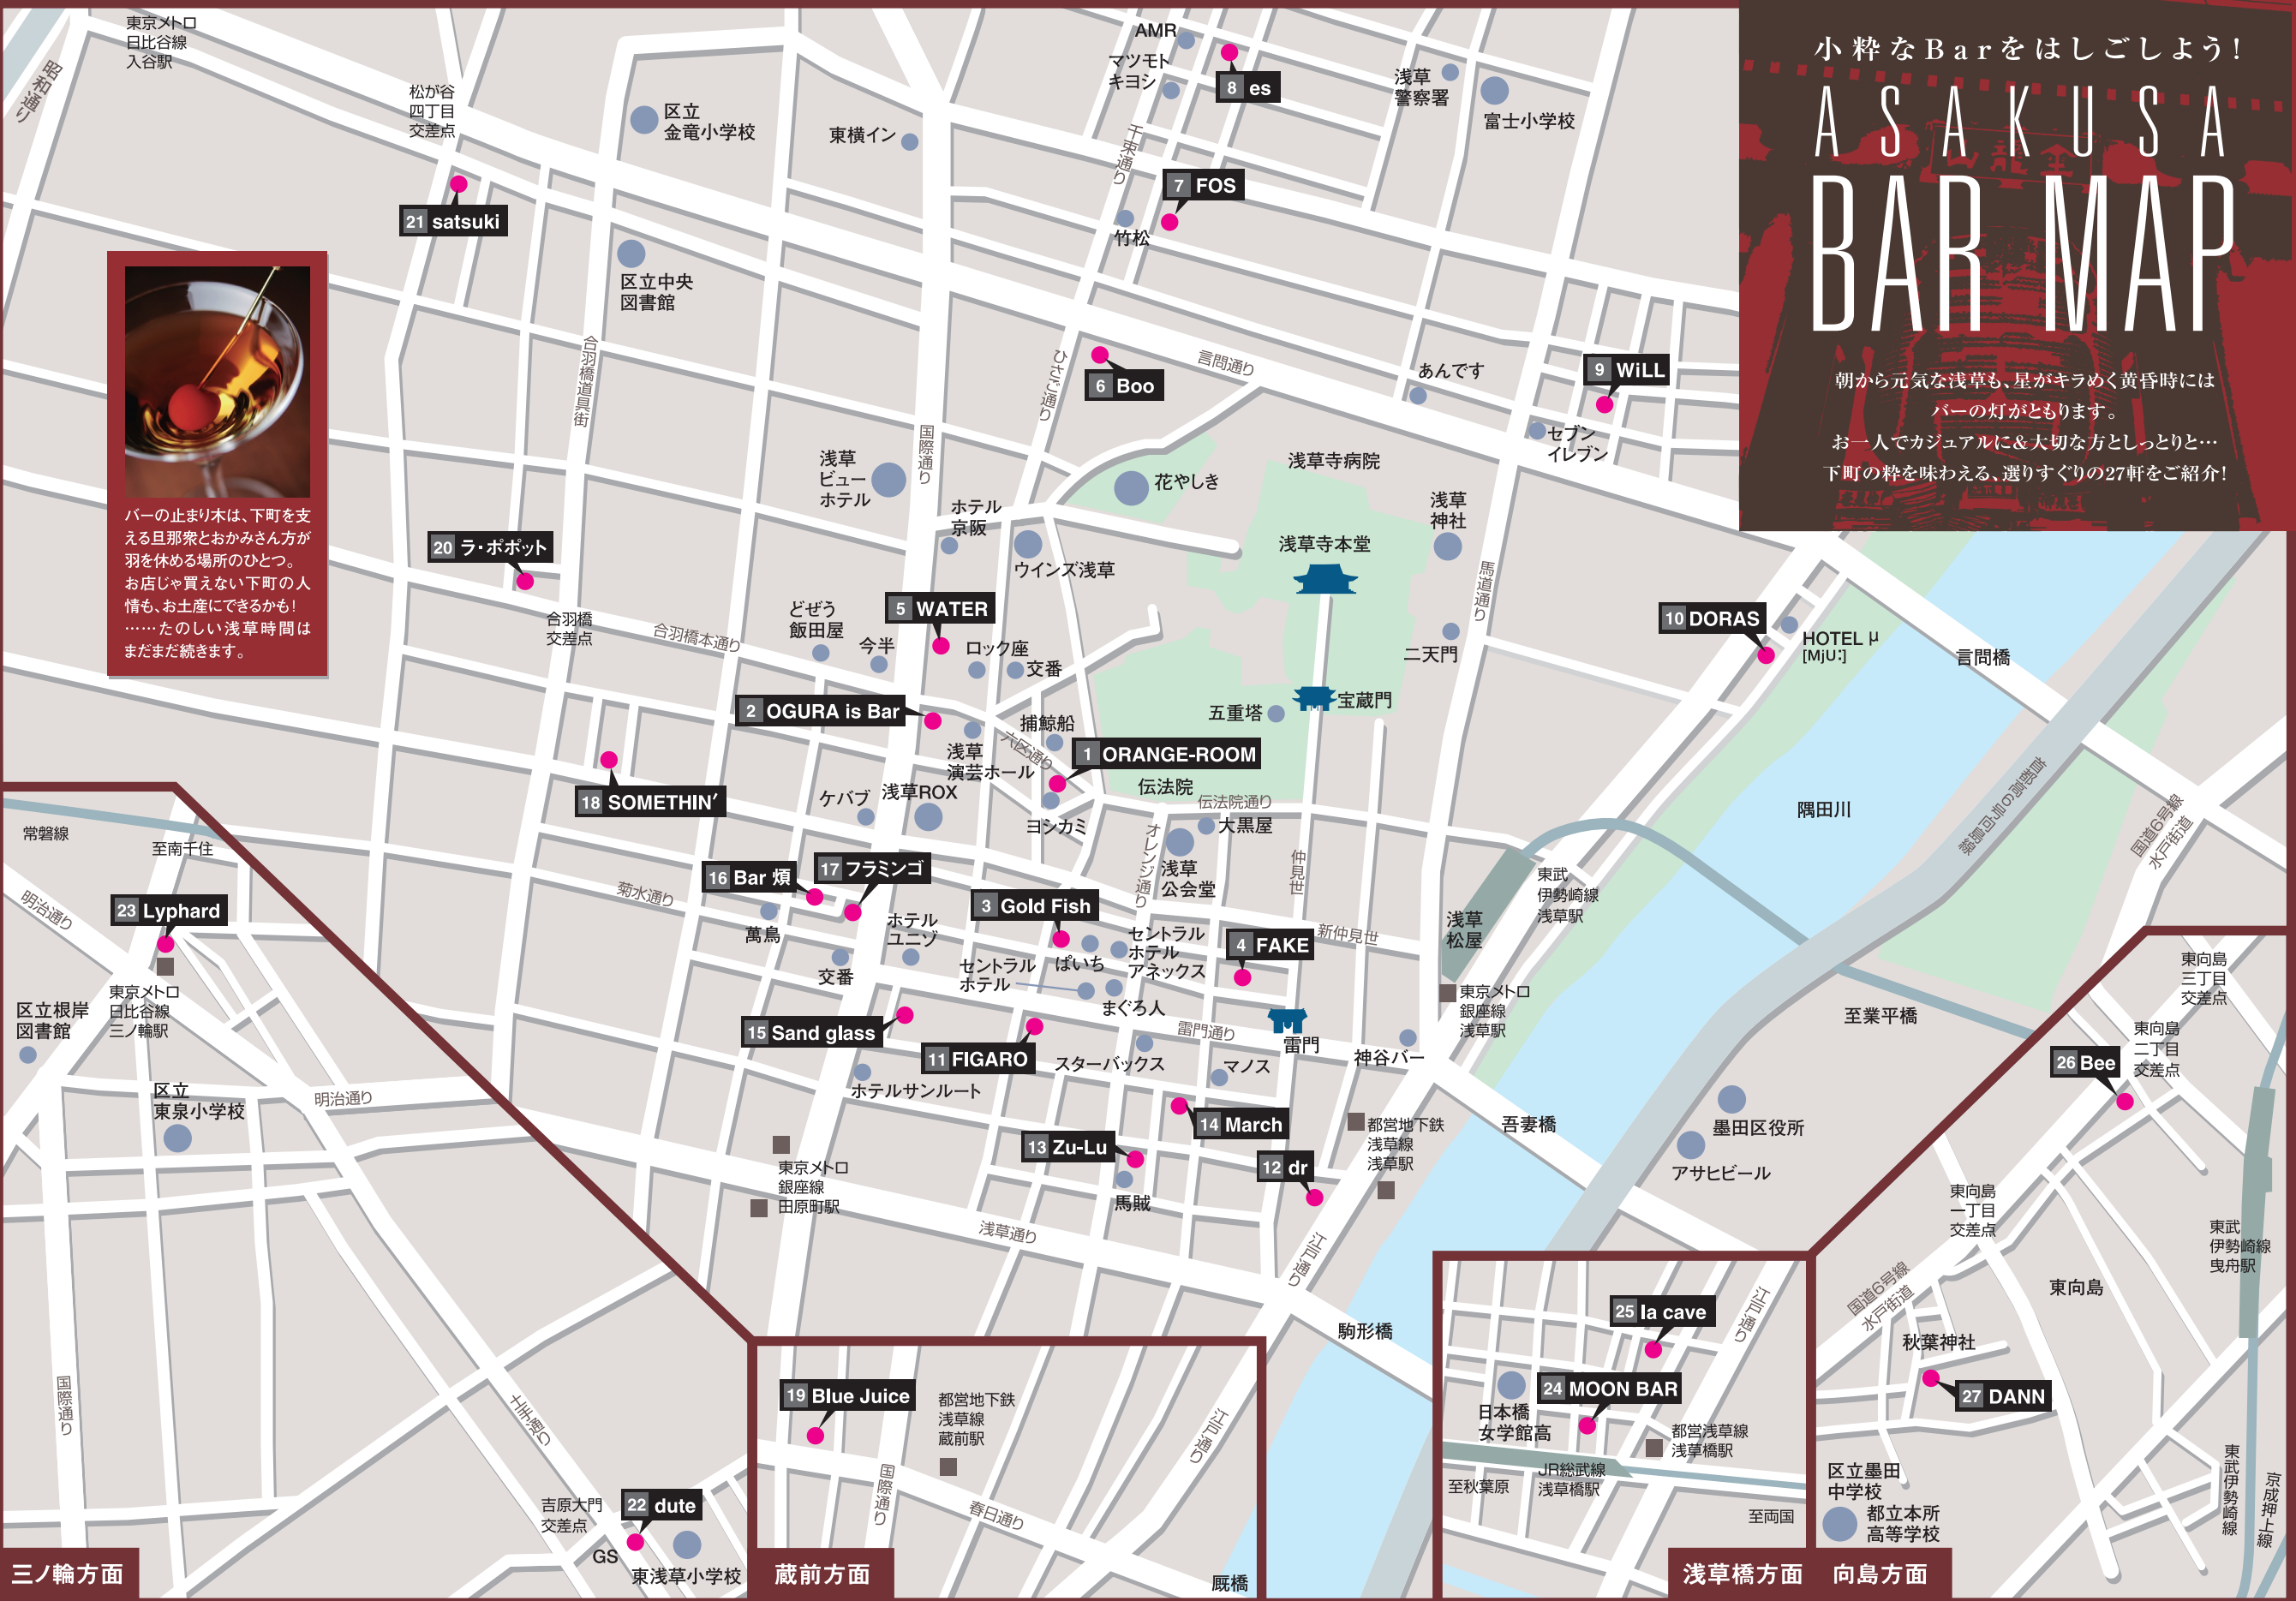 小粋なBarをはしごしよう!
ASAKUSA
BAR MAP
朝から元気な浅草も、星がキラめく黄昏時には
バーの灯がともります。
お一人でカジュアルに&大切な方としっとりと…
下町の粋を味わえる、選りすぐりの27軒をご紹介!
バーの止まり木は、下町を支
える旦那衆とおかみさん方が
羽を休める場所のひとつ。
お店じゃ買えない下町の人
情も、お土産にできるかも!
……たのしい浅草時間は
まだまだ続きます。
東京メトロ
日比谷線
入谷駅
昭和通り
松が谷
四丁目
交差点
21 satsuki
区立
金竜小学校
東横イン
区立中央
図書館
合羽橋道具街
国際通り
AMR
マツモト
キヨシ
8 es
千束通り
7 FOS
竹松
浅草
警察署
富士小学校
ひさご通り
6 Boo
言問通り
あんです
9 WiLL
セブン
イレブン
浅草
ビュー
ホテル
ホテル
京阪
花やしき
ウインズ浅草
浅草寺病院
浅草寺本堂
浅草
神社
馬道通り
二天門
10 DORAS
HOTEL μ
[MjU:]
言問橋
20 ラ・ポポット
合羽橋
交差点
合羽橋本通り
どぜう
飯田屋
今半
5 WATER
ロック座
交番
2 OGURA is Bar
浅草
演芸ホール
六区通り
捕鯨船
1 ORANGE-ROOM
五重塔
宝蔵門
伝法院
伝法院通り
ヨシカミ
18 SOMETHIN′
ケバブ
浅草ROX
オレンジ通り
大黒屋
浅草
公会堂
仲見世
隅田川
首都高6号向島線
国道6号線
水戸街道
16 Bar 煩
17 フラミンゴ
菊水通り
萬鳥
交番
ホテル
ユニゾ
3 Gold Fish
ぱいち
セントラル
ホテル
アネックス
セントラル
ホテル
まぐろ人
4 FAKE
新仲見世
浅草
松屋
東武
伊勢崎線
浅草駅
東京メトロ
銀座線
浅草駅
至業平橋
15 Sand glass
11 FIGARO
雷門通り
雷門
神谷バー
スターバックス
マノス
ホテルサンルート
14 March
13 Zu-Lu
馬賊
12 dr
都営地下鉄
浅草線
浅草駅
吾妻橋
墨田区役所
アサヒビール
東京メトロ
銀座線
田原町駅
浅草通り
江戸通り
駒形橋
常磐線
至南千住
明治通り
23 Lyphard
東京メトロ
日比谷線
三ノ輪駅
区立根岸
図書館
区立
東泉小学校
明治通り
国際通り
土手通り
吉原大門
交差点
22 dute
GS
東浅草小学校
三ノ輪方面
19 Blue Juice
都営地下鉄
浅草線
蔵前駅
国際通り
春日通り
江戸通り
厩橋
蔵前方面
25 la cave
江戸通り
24 MOON BAR
日本橋
女学館高
都営浅草線
浅草橋駅
JR総武線
浅草橋駅
至秋葉原
至両国
浅草橋方面
東向島
三丁目
交差点
東向島
二丁目
交差点
26 Bee
東向島
一丁目
交差点
東武
伊勢崎線
曳舟駅
東向島
国道6号線
水戸街道
秋葉神社
27 DANN
区立墨田
中学校
都立本所
高等学校
東武伊勢崎線
京成押上線
向島方面